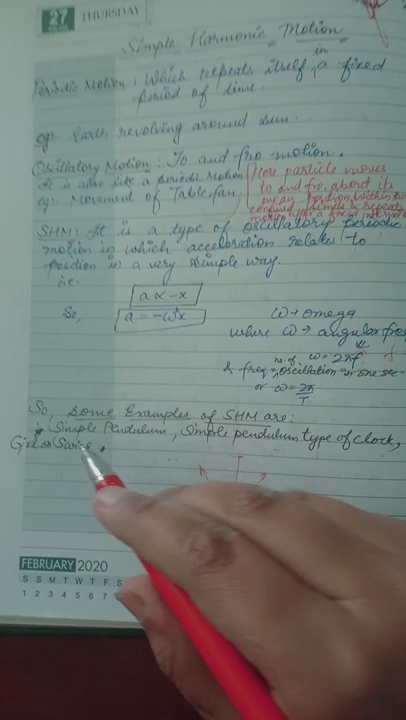 27 THURSDAY
Simple Harmonic Motion
Periodic Motion: Which repeats itself in a fixed
period of time.
eg:- Earth revolving around sun.
Oscillatory Motion: To and fro motion.
It is also like a periodic Motion
eg: Movement of Table fan.
Here particle moves
to and fro about its
mean position within two
SHM: It is a type of oscillatory periodic
motion in which acceleration relates to
position in a very simple way.
i.e.
a ∝ -x
So, a = -ω²x
ω → omega
where ω → angular freq
ω = 2πf
& freq → no. of oscillation in one sec
or ω = 2π/T
So, some Examples of SHM are:
Simple Pendulum, Simple pendulum type of clock,
Girl on Swing.
FEBRUARY 2020
S S M T W T F S
1 2 3 4 5 6 7